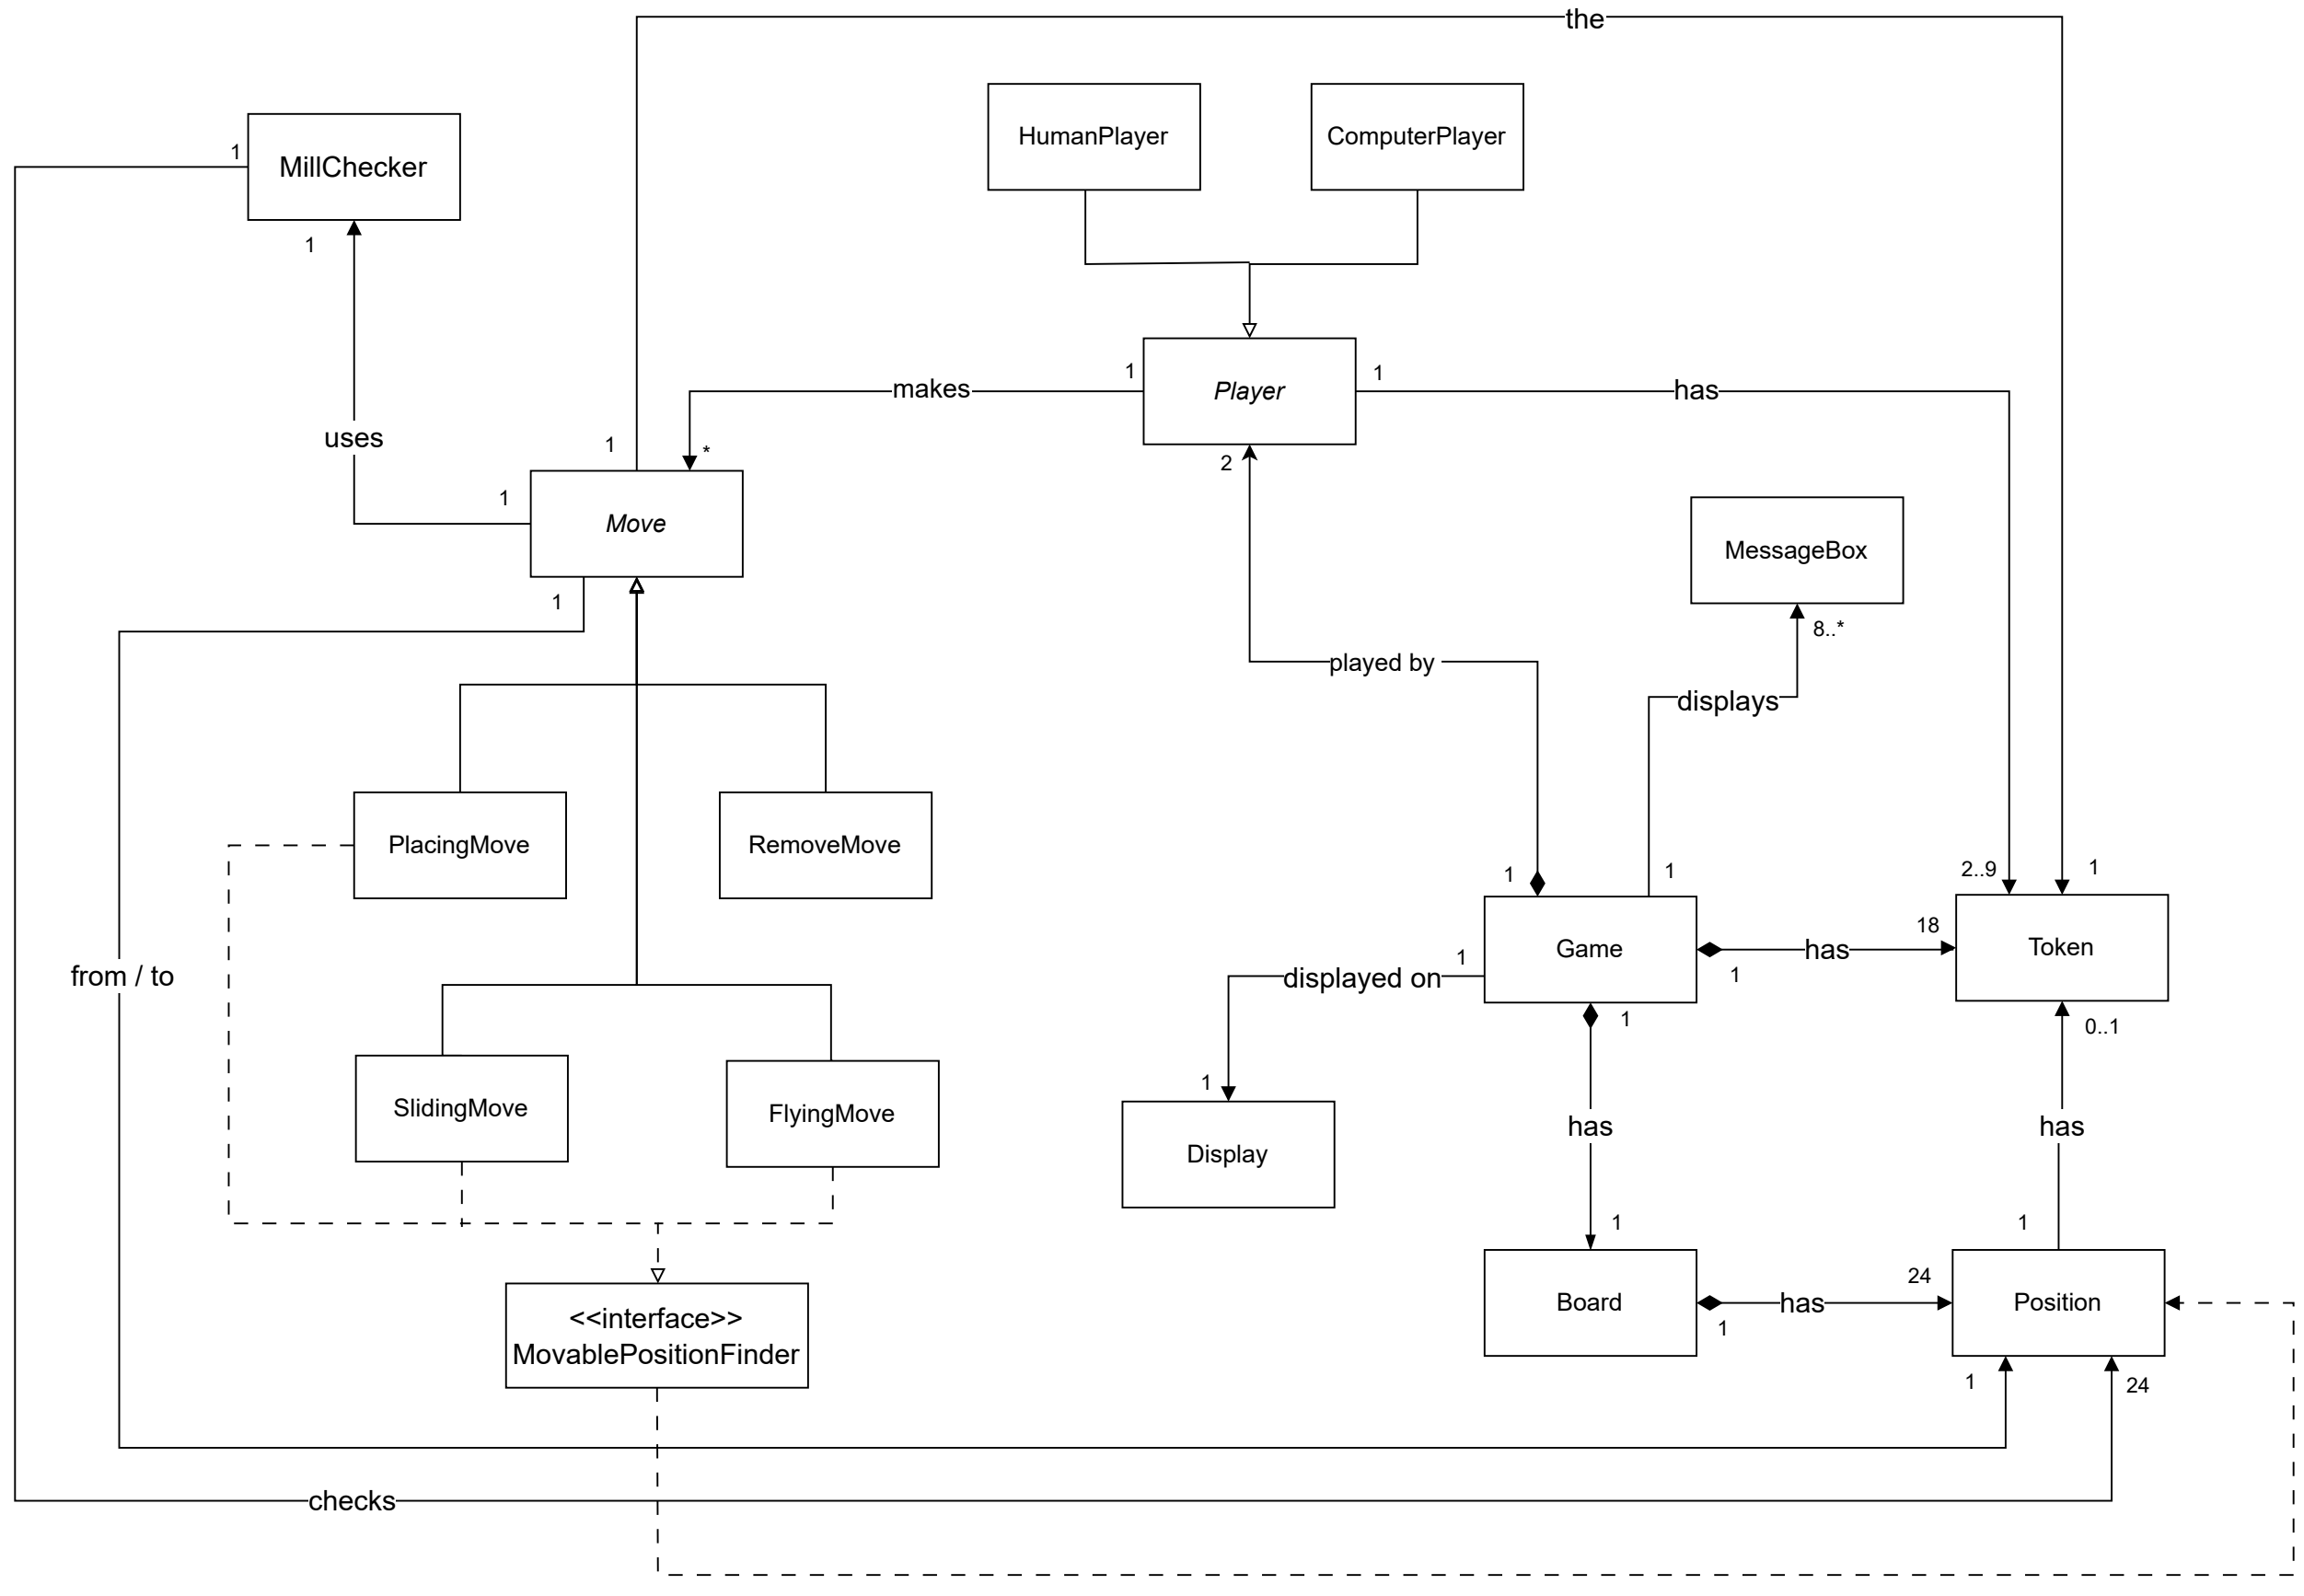 the
HumanPlayer
ComputerPlayer
1
MillChecker
1
1
makes
1
Player
1
has
uses
1
*
2
1
Move
MessageBox
1
8..*
played by
displays
PlacingMove
RemoveMove
1
1
2..9
1
from / to
1
displayed on
Game
1
has
18
Token
1
0..1
SlidingMove
FlyingMove
1
Display
has
has
1
1
<<interface>>
MovablePositionFinder
Board
1
has
24
Position
1
24
checks